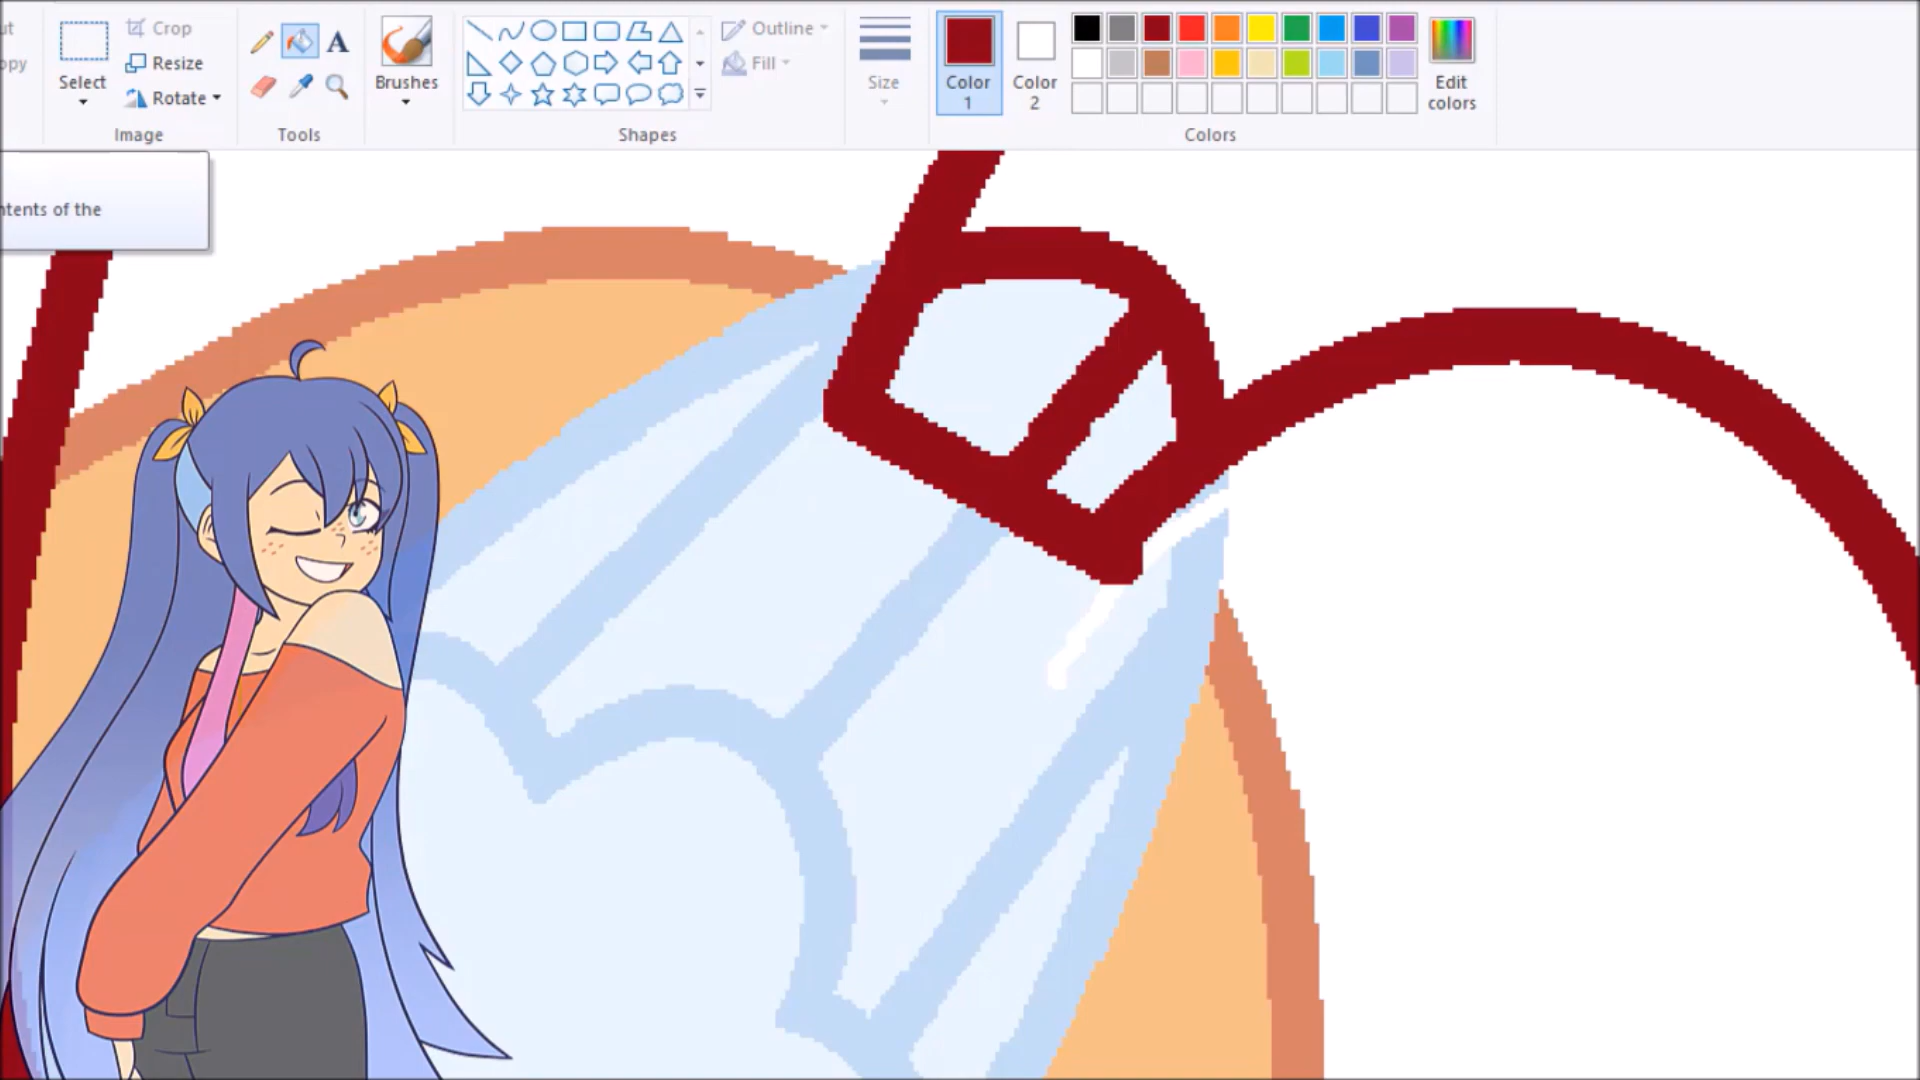 ut
opy
Select
Crop
Resize
Rotate
Image
Tools
A
Brushes
Shapes
Outline
Fill
Size
Color
1
Color
2
Edit
colors
Colors
ntents of the